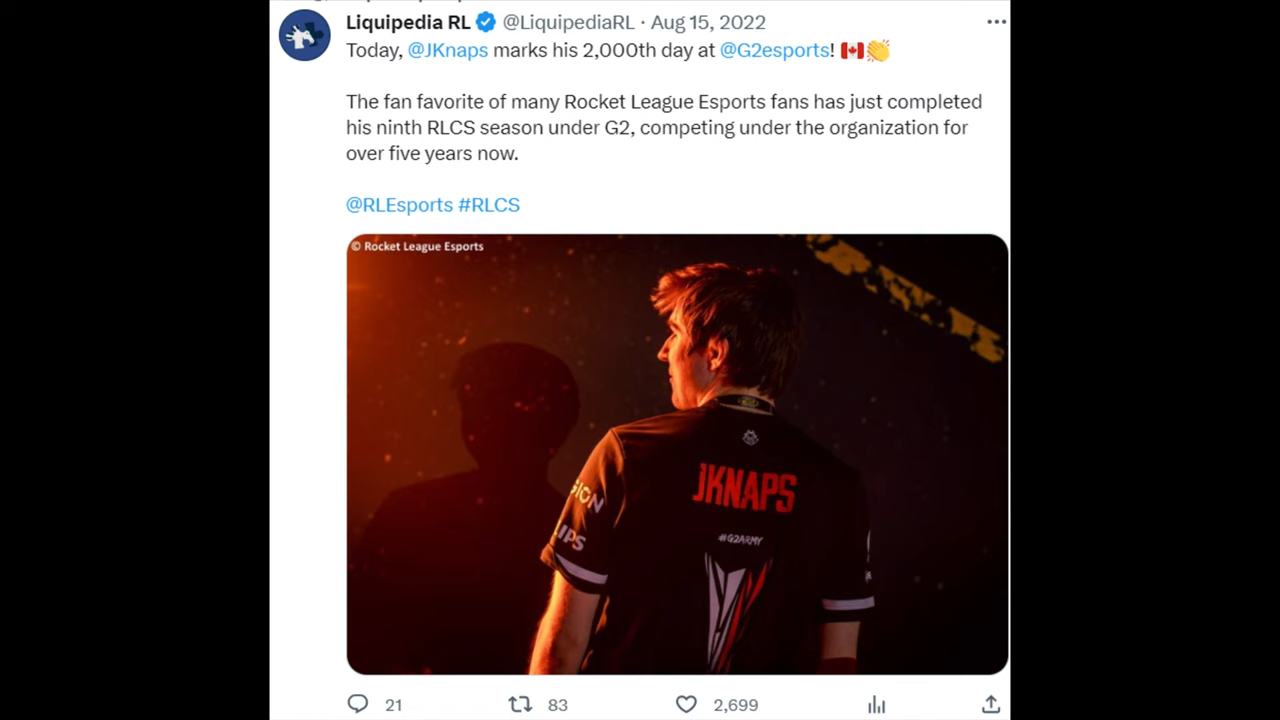 Liquipedia RL @LiquipediaRL · Aug 15, 2022
Today, @JKnaps marks his 2,000th day at @G2esports! 🇨🇦👏
The fan favorite of many Rocket League Esports fans has just completed
his ninth RLCS season under G2, competing under the organization for
over five years now.
@RLEsports #RLCS
© Rocket League Esports
JKNAPS
GION
IPS
#G2ARMY
21 83 2,699